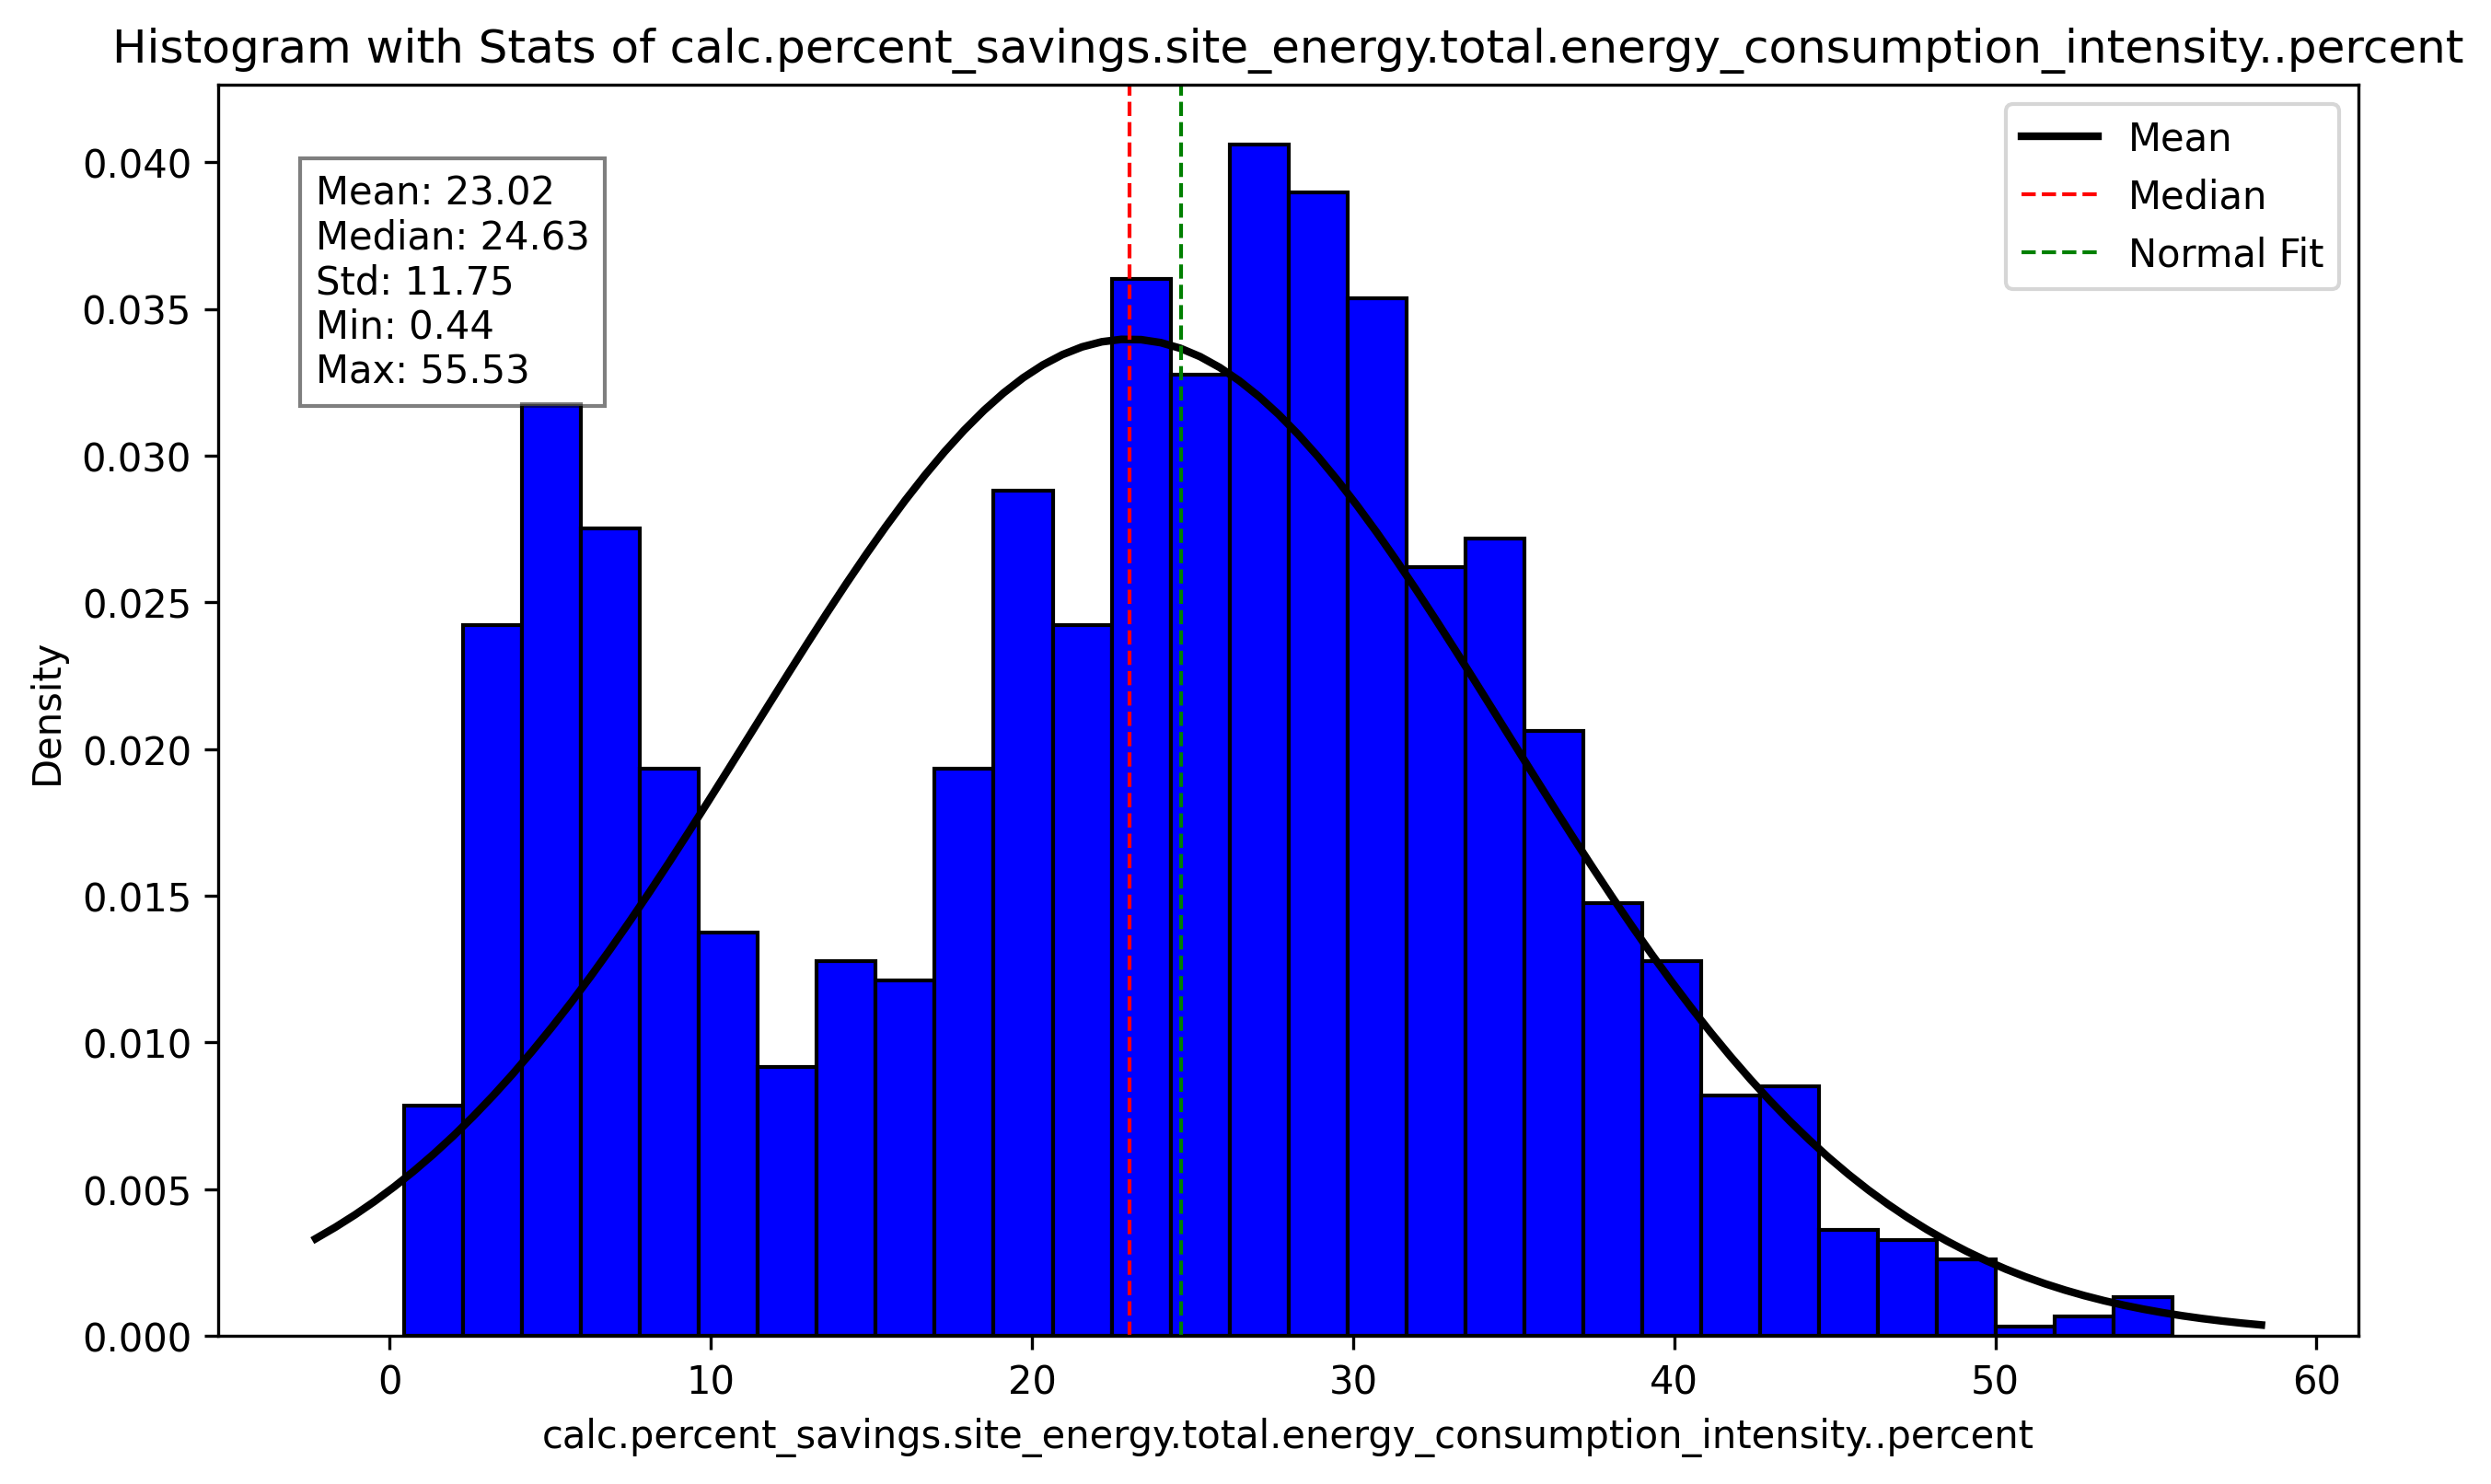 Histogram with Stats of calc.percent_savings.site_energy.total.energy_consumption_intensity..percent
Mean: 23.02
Median: 24.63
Std: 11.75
Min: 0.44
Max: 55.53
Mean
Median
Normal Fit
0.040
0.035
0.030
0.025
0.020
0.015
0.010
0.005
0.000
Density
0 10 20 30 40 50 60
calc.percent_savings.site_energy.total.energy_consumption_intensity..percent